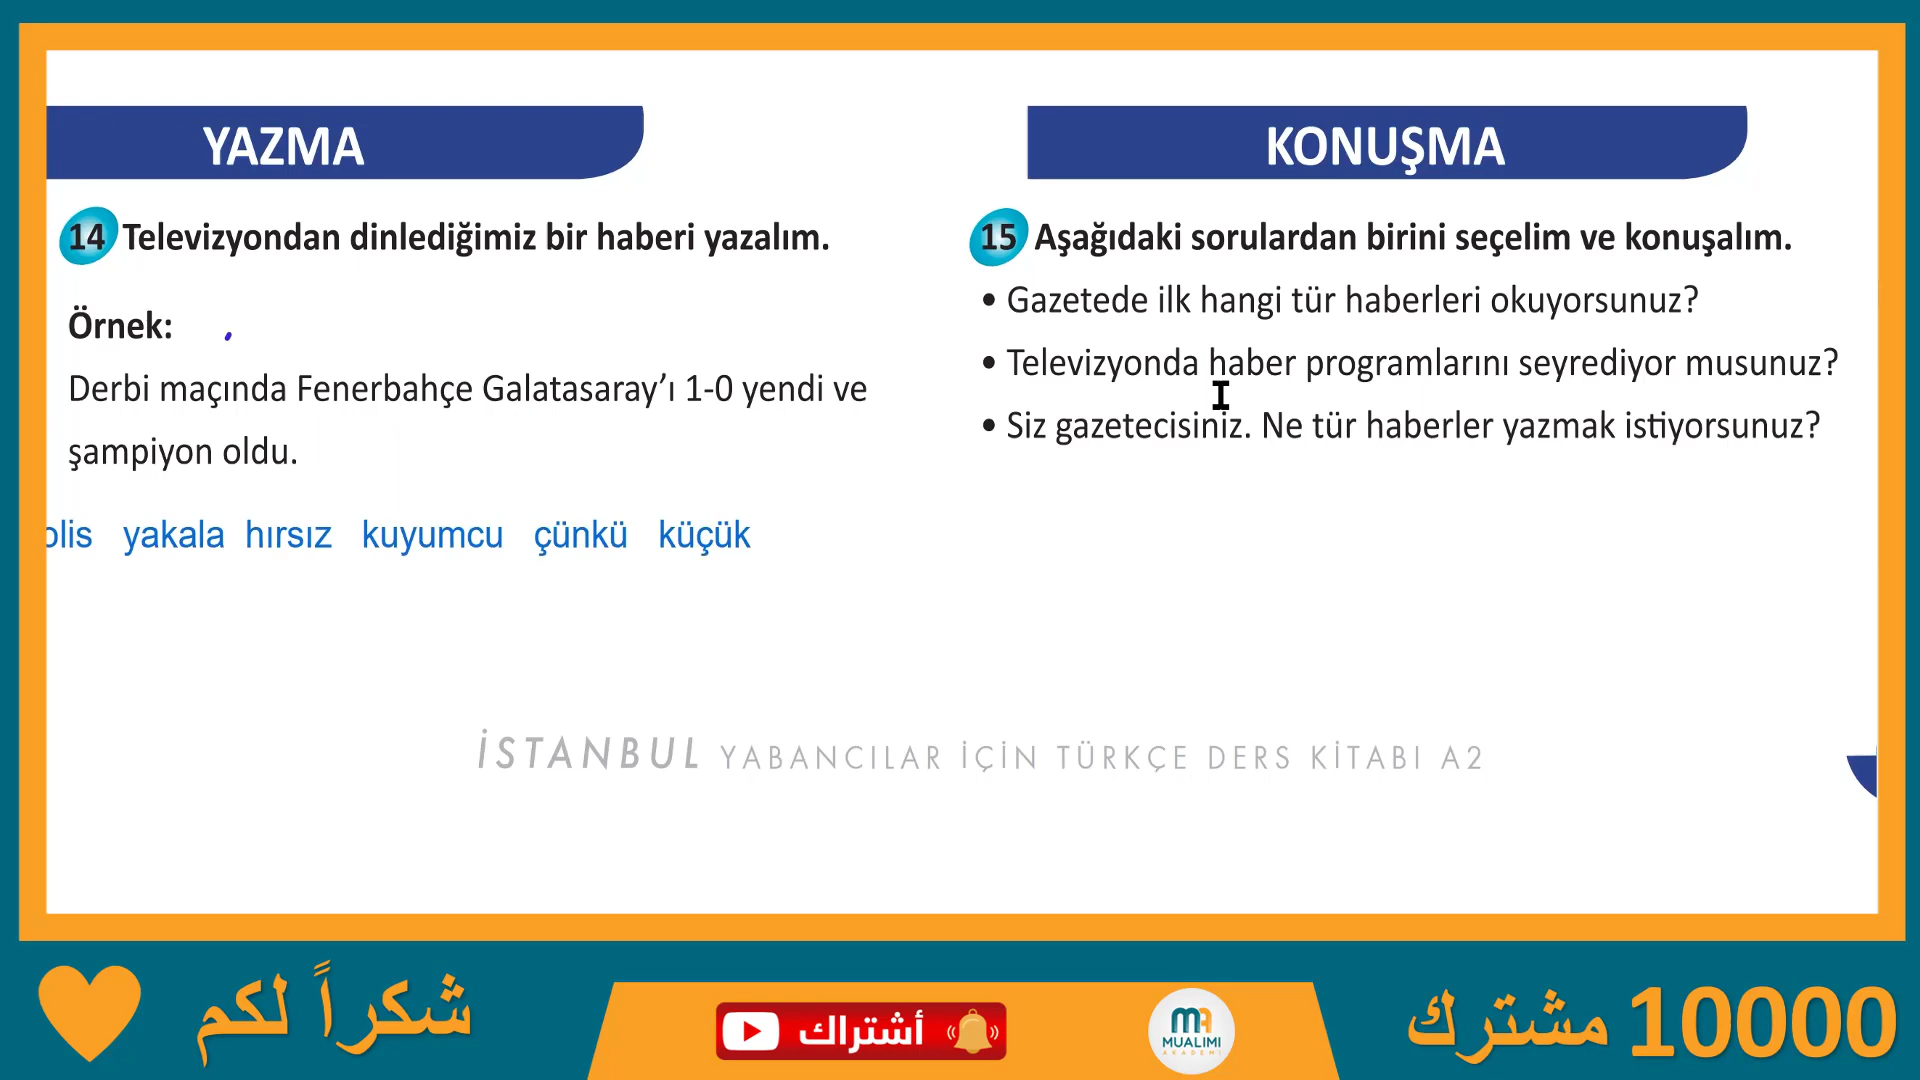 YAZMA
14 Televizyondan dinlediğimiz bir haberi yazalım.
Örnek:
Derbi maçında Fenerbahçe Galatasaray’ı 1-0 yendi ve
şampiyon oldu.
yakala hırsız kuyumcu çünkü küçük
KONUŞMA
15 Aşağıdaki sorulardan birini seçelim ve konuşalım.
• Gazetede ilk hangi tür haberleri okuyorsunuz?
• Televizyonda haber programlarını seyrediyor musunuz?
• Siz gazetecisiniz. Ne tür haberler yazmak istiyorsunuz?
İSTANBUL YABANCILAR İÇİN TÜRKÇE DERS KİTABI A2
شكراً لكم
أشتراك
MUALIMI
AKADEMI
10000 مشترك